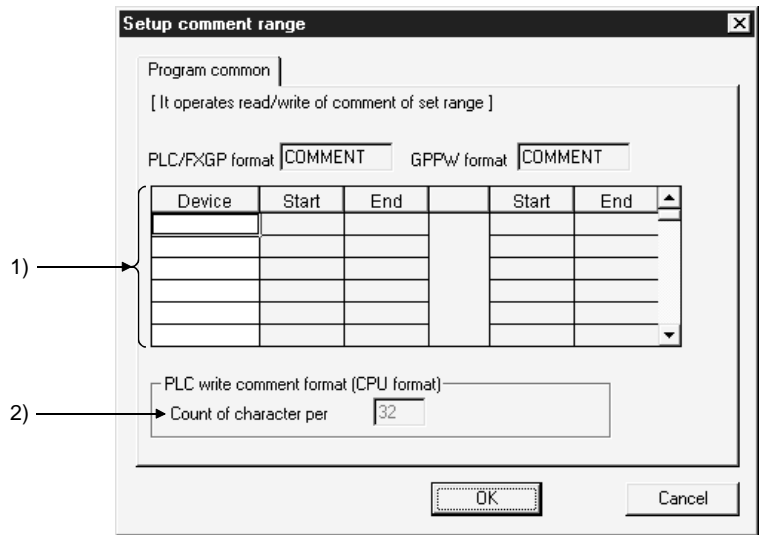 Setup comment range
Program common
[ It operates read/write of comment of set range ]
PLC/FXGP format COMMENT GPPW format COMMENT
Device Start End Start End
1)
PLC write comment format (CPU format)
2) Count of character per 32
OK Cancel